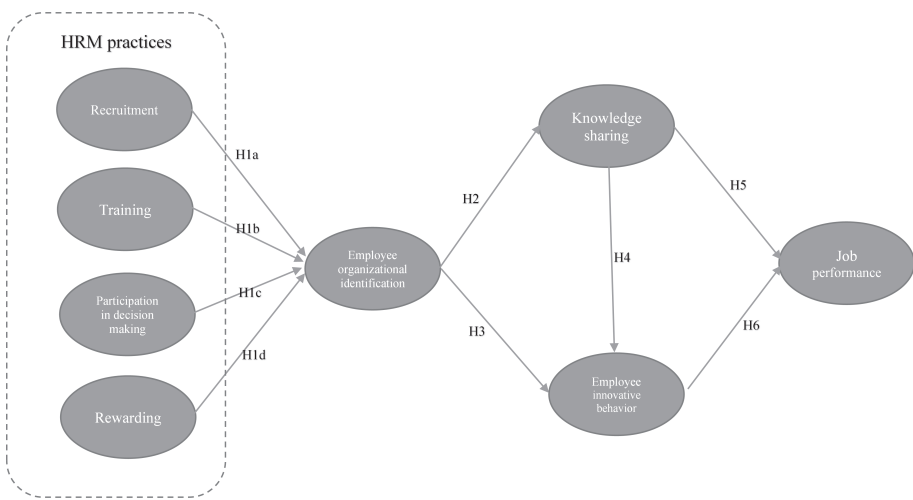 HRM practices
Recruitment
H1a
Training
H1b
Participation
in decision
making
H1c
Rewarding
H1d
Employee
organizational
identification
H2
H3
Knowledge
sharing
H4
Employee
innovative
behavior
H5
H6
Job
performance